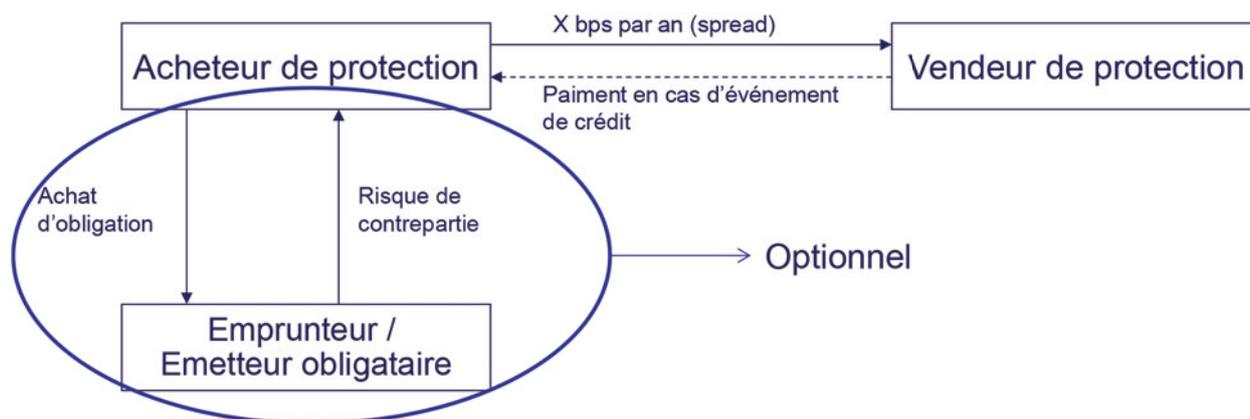 X bps par an (spread)
Acheteur de protection
Vendeur de protection
Paiment en cas d'événement
de crédit
Achat
d'obligation
Risque de
contrepartie
Optionnel
Emprunteur /
Emetteur obligataire